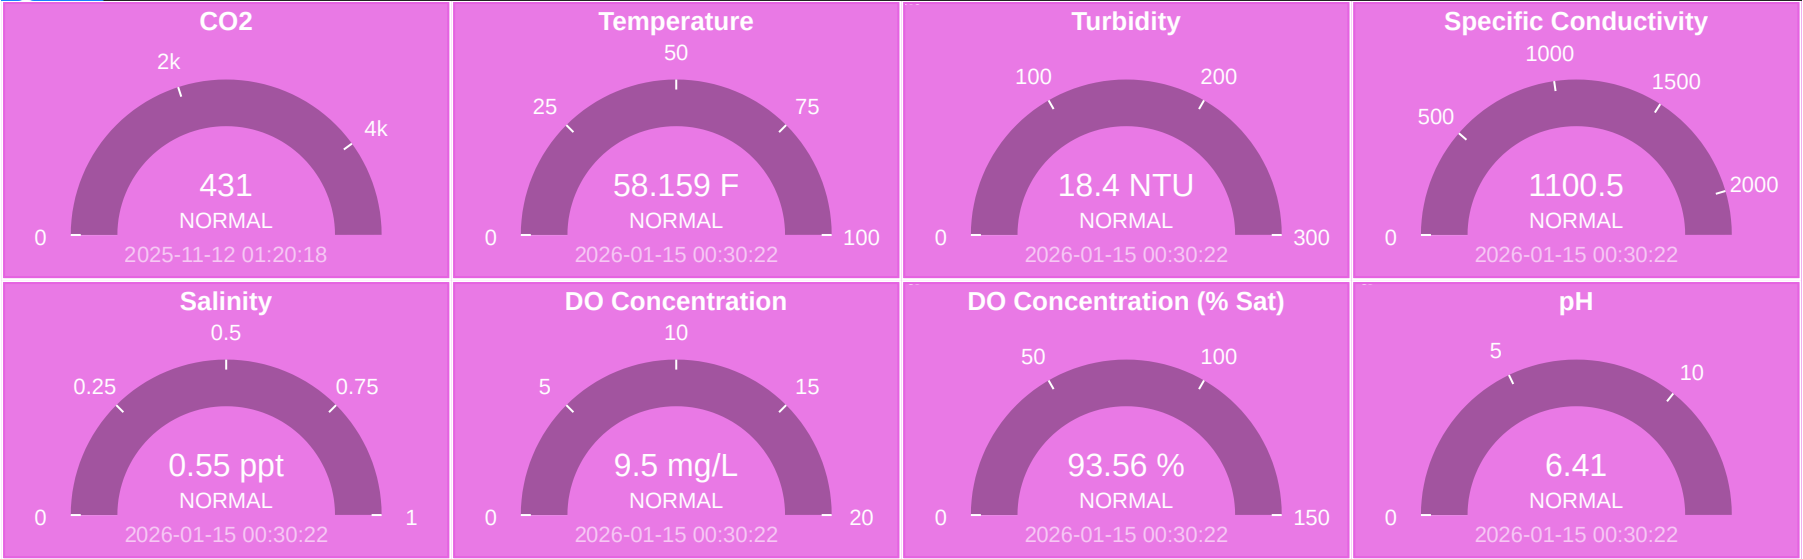 CO2
2k
4k
0
431
NORMAL
2025-11-12 01:20:18
Temperature
50
25
75
0
100
58.159 F
NORMAL
2026-01-15 00:30:22
Turbidity
100
200
0
300
18.4 NTU
NORMAL
2026-01-15 00:30:22
Specific Conductivity
1000
1500
500
2000
0
1100.5
NORMAL
2026-01-15 00:30:22
Salinity
0.5
0.25
0.75
0
1
0.55 ppt
NORMAL
2026-01-15 00:30:22
DO Concentration
10
5
15
0
20
9.5 mg/L
NORMAL
2026-01-15 00:30:22
DO Concentration (% Sat)
50
100
0
150
93.56 %
NORMAL
2026-01-15 00:30:22
pH
5
10
0
6.41
NORMAL
2026-01-15 00:30:22